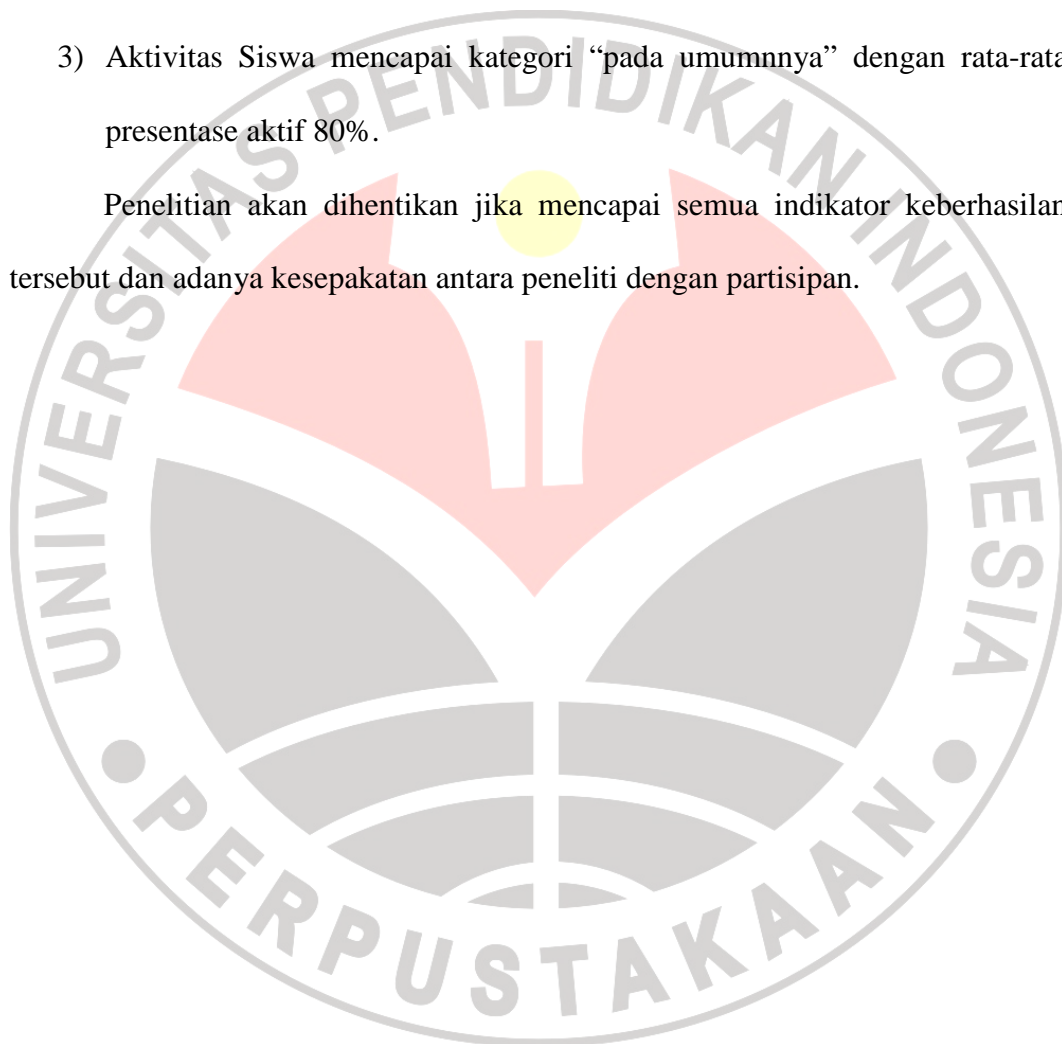 3) Aktivitas Siswa mencapai kategori “pada umumnnya” dengan rata-rata
presentase aktif 80%.
Penelitian akan dihentikan jika mencapai semua indikator keberhasilan
tersebut dan adanya kesepakatan antara peneliti dengan partisipan.
UNIVERSITAS PENDIDIKAN INDONESIA
PERPUSTAKAAN